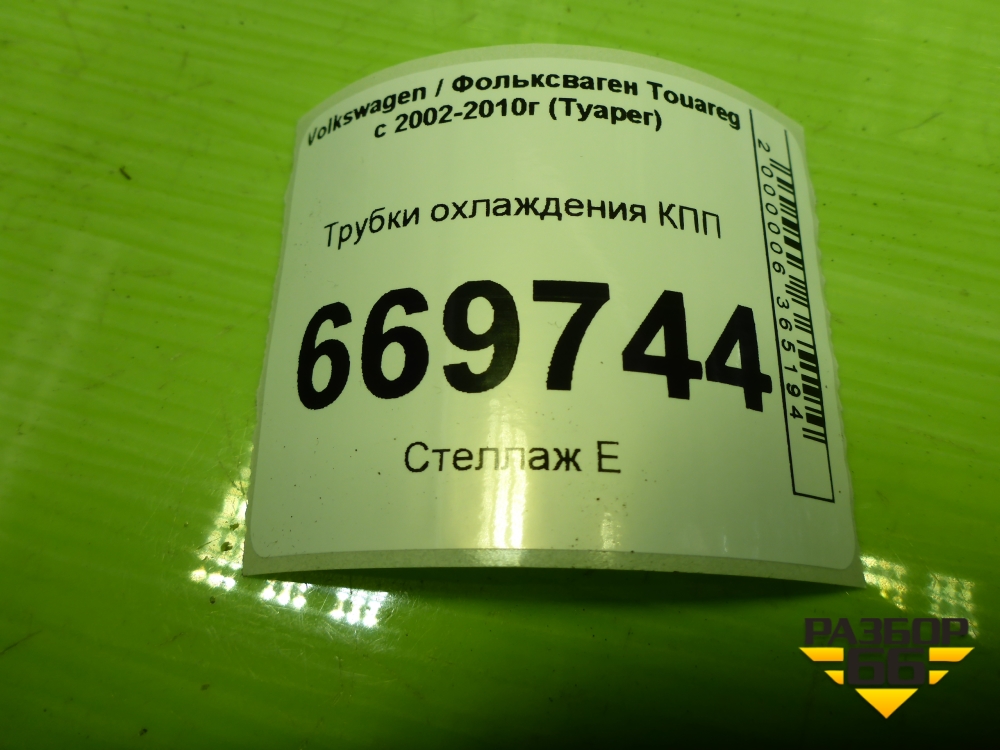 Volkswagen / Фольксваген Touareg
с 2002-2010г (Туарег)
Трубки охлаждения КПП
669744
Стеллаж Е
2000006365194
РАЗБОР
66